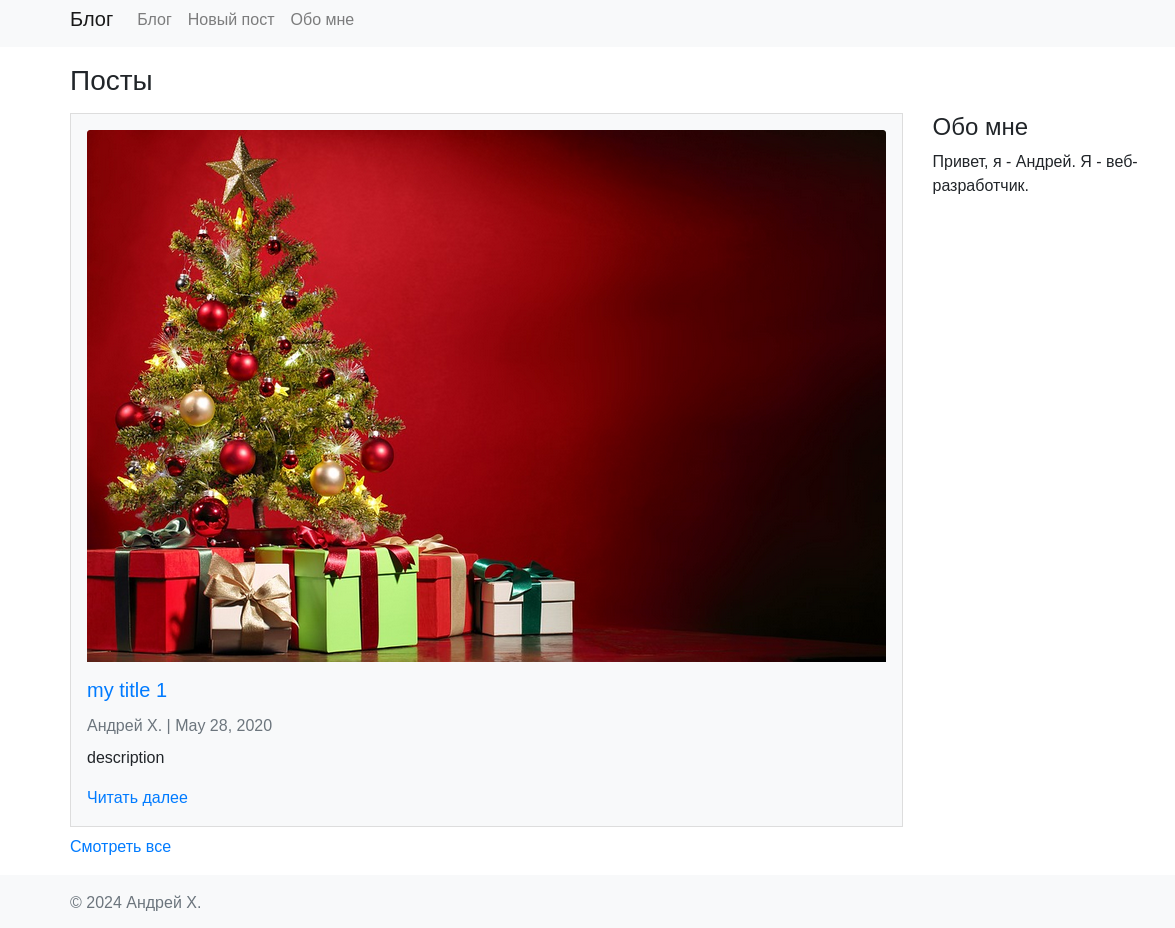 Блог Блог Новый пост Обо мне
Посты
my title 1
Андрей Х. | May 28, 2020
description
Читать далее
Смотреть все
Обо мне
Привет, я - Андрей. Я - веб-
разработчик.
© 2024 Андрей Х.